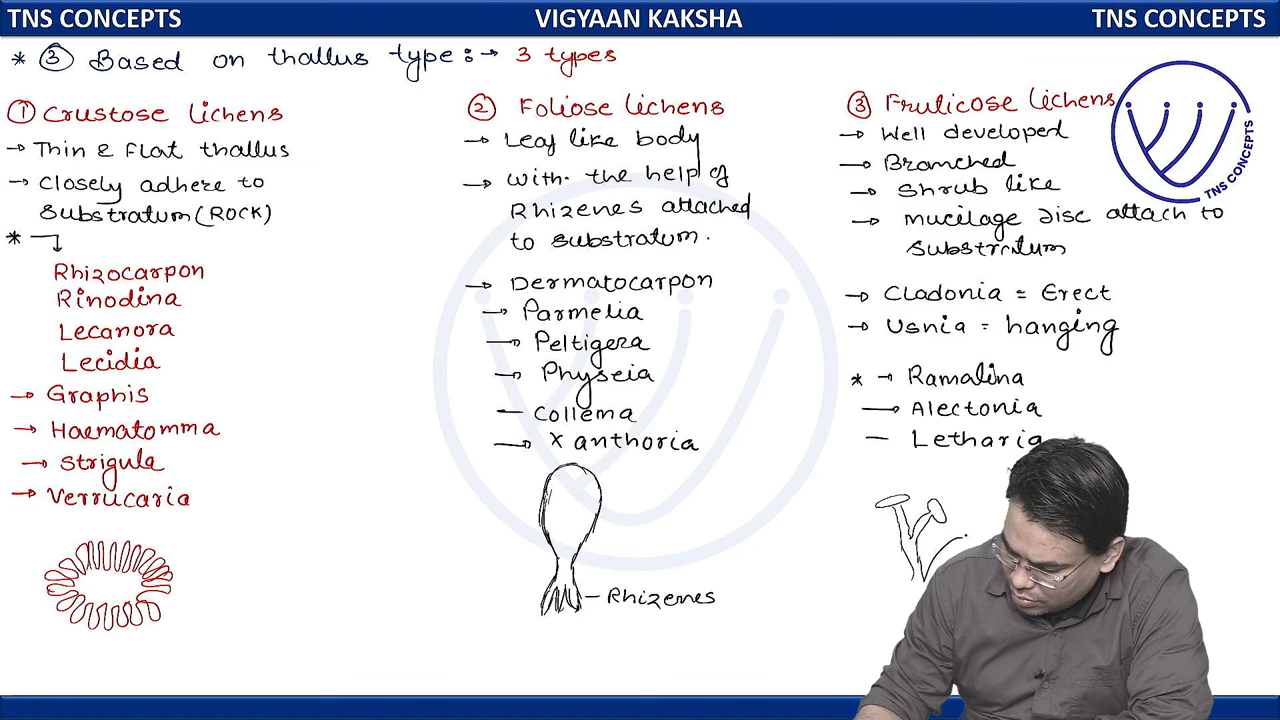 TNS CONCEPTS
VIGYAAN KAKSHA
TNS CONCEPTS
* ③ Based on thallus type :→ 3 types
① Crustose lichens
→ Thin & Flat thallus
→ Closely adhere to
Substratum (ROCK)
*
Rhizocarpon
Rinodina
Lecanora
Lecidia
→ Graphis
→ Haematomma
→ Strigula
→ Verrucaria
② Foliose lichens
→ Leaf like body
→ With the help of
Rhizenes attached
to substratum.
→ Dermatocarpon
→ Parmelia
→ Peltigera
→ Physeia
– Collema
→ Xanthoria
– Rhizenes
③ Fruticose lichens
→ Well developed
→ Branched
→ Shrub like
→ mucilage disc attach to
substratum
→ Cladonia = Erect
→ Usnia = hanging
* → Ramalina
→ Alectonia
– Letharia
TNS CONCEPTS